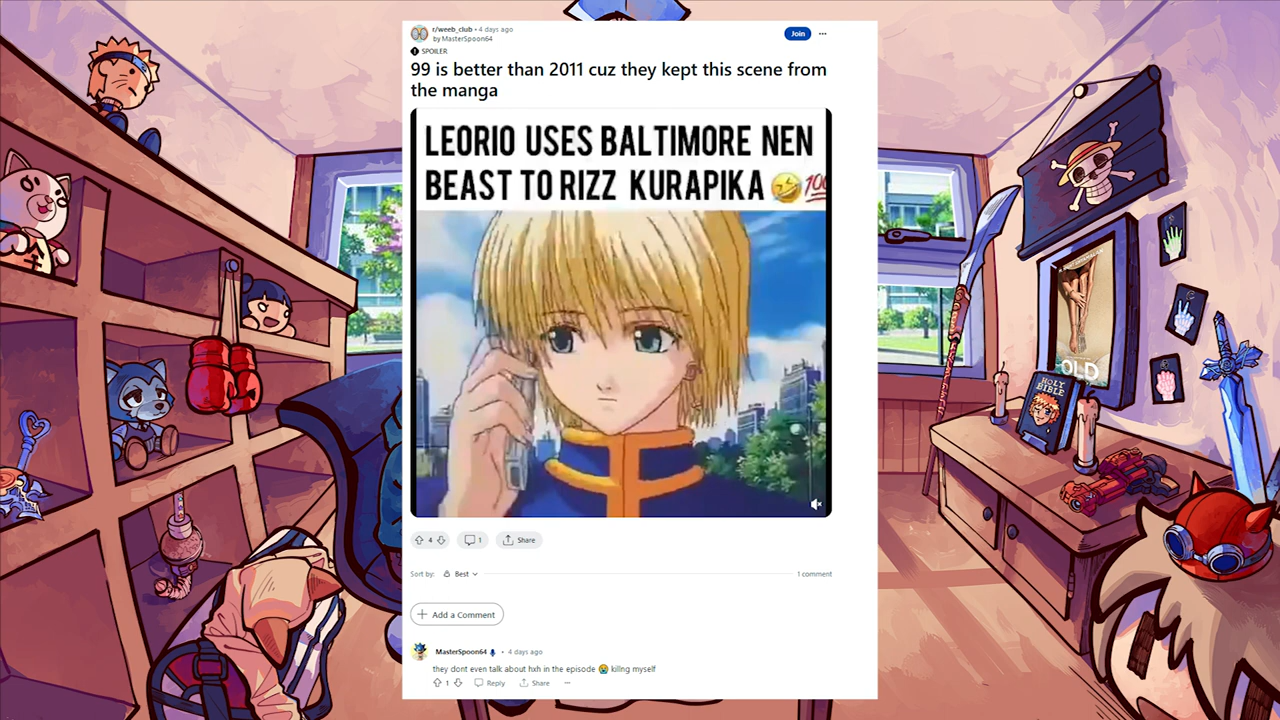 r/weeb_club • 4 days ago
by MasterSpoon64
Join
SPOILER
99 is better than 2011 cuz they kept this scene from
the manga
LEORIO USES BALTIMORE NEN
BEAST TO RIZZ KURAPIKA 🤣💯
4
1
Share
Sort by:
Best
1 comment
Add a Comment
MasterSpoon64 • 4 days ago
they dont even talk about hxh in the episode 😭 killng myself
1
Reply
Share
OLD
HOLY
BIBLE